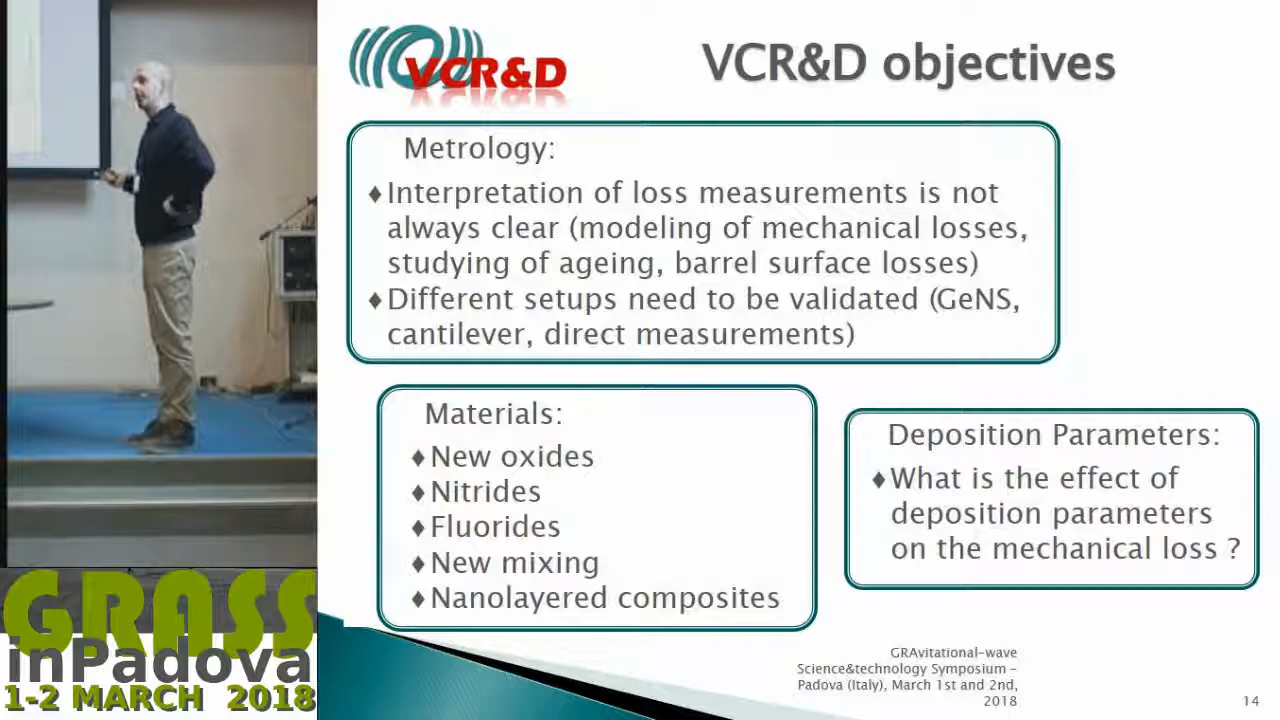 VCR&D
VCR&D objectives
Metrology:
♦Interpretation of loss measurements is not
always clear (modeling of mechanical losses,
studying of ageing, barrel surface losses)
♦Different setups need to be validated (GeNS,
cantilever, direct measurements)
Materials:
♦New oxides
♦Nitrides
♦Fluorides
♦New mixing
♦Nanolayered composites
Deposition Parameters:
♦What is the effect of
deposition parameters
on the mechanical loss ?
GRASS
inPadova
1-2 MARCH 2018
GRAvitational-wave
Science&technology Symposium -
Padova (Italy), March 1st and 2nd,
2018
14